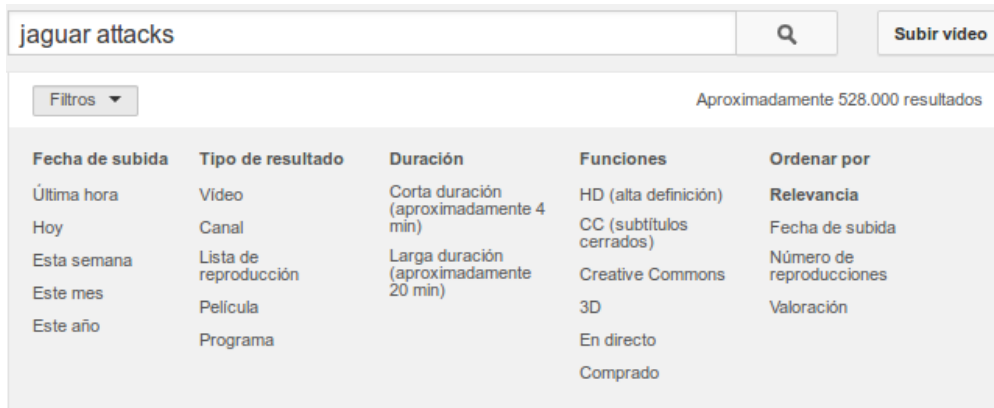 jaguar attacks
Subir vídeo
Filtros
Aproximadamente 528.000 resultados
Fecha de subida
Última hora
Hoy
Esta semana
Este mes
Este año
Tipo de resultado
Vídeo
Canal
Lista de
reproducción
Película
Programa
Duración
Corta duración
(aproximadamente 4
min)
Larga duración
(aproximadamente
20 min)
Funciones
HD (alta definición)
CC (subtítulos
cerrados)
Creative Commons
3D
En directo
Comprado
Ordenar por
Relevancia
Fecha de subida
Número de
reproducciones
Valoración